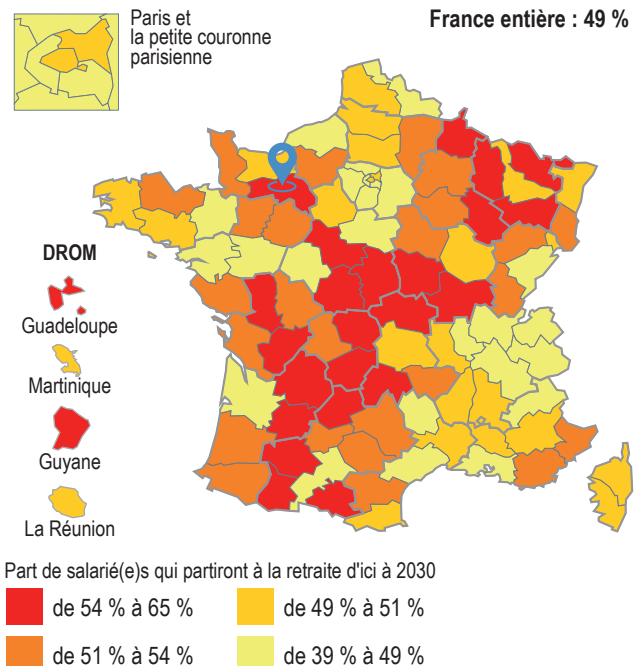 Paris et
la petite couronne
parisienne
France entière : 49 %
DROM
Guadeloupe
Martinique
Guyane
La Réunion
Part de salarié(e)s qui partiront à la retraite d'ici à 2030
de 54 % à 65 %
de 49 % à 51 %
de 51 % à 54 %
de 39 % à 49 %